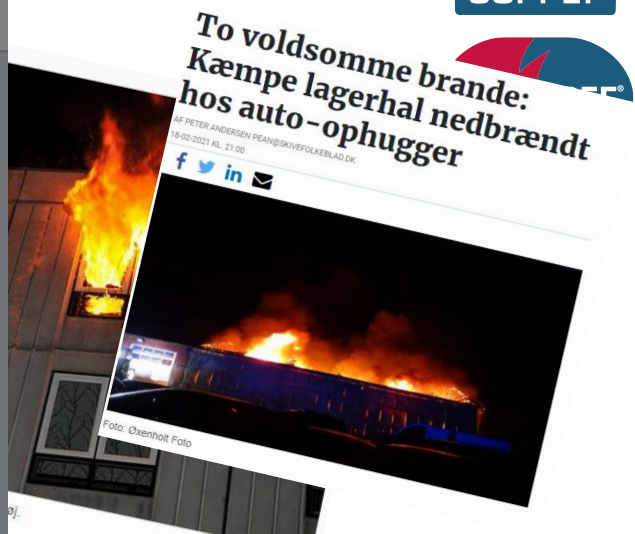 To voldsomme brande:
Kæmpe lagerhal nedbrændt
hos auto-ophugger
AF PETER ANDERSEN PEAN@SKIVEFOLKEBLAD.DK
18-02-2021 KL. 21:00
Foto: Øxenholt Foto
øj.